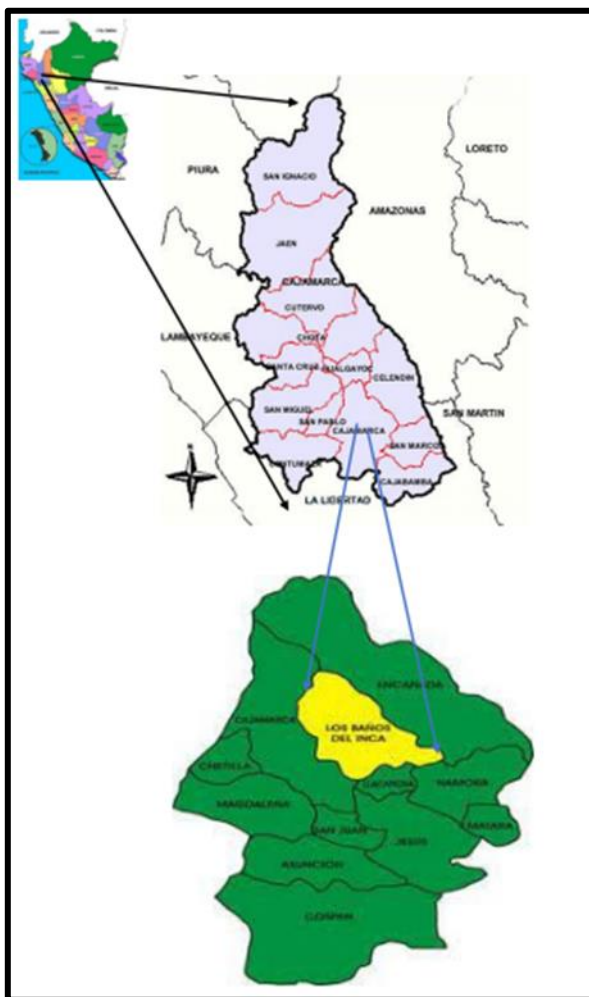 PIURA
LORETO
SAN IGNACIO
AMAZONAS
JAEN
CAJAMARCA
CUTERVO
LAMBAYEQUE
CHOTA
SANTA CRUZ
HUALGAYOC
CELENDIN
SAN MIGUEL
SAN PABLO
CAJAMARCA
SAN MARTIN
SAN MARCOS
CONTUMAZA
CAJABAMBA
LA LIBERTAD
N
ENCAÑADA
CAJAMARCA
LOS BAÑOS
DEL INCA
CHETILLA
LLACANORA
NAMORA
MAGDALENA
MATARA
SAN JUAN
JESUS
ASUNCION
COSPAN